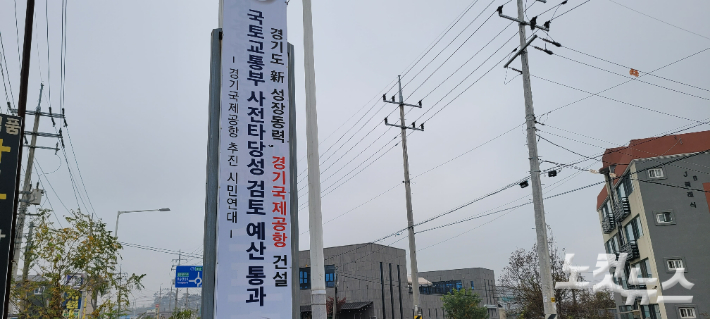 경기도 新 성장동력 경기국제공항 건설
국토교통부 사전타당성 검토 예산 통과
- 경기국제공항 추진 시민연대 -
노컷뉴스